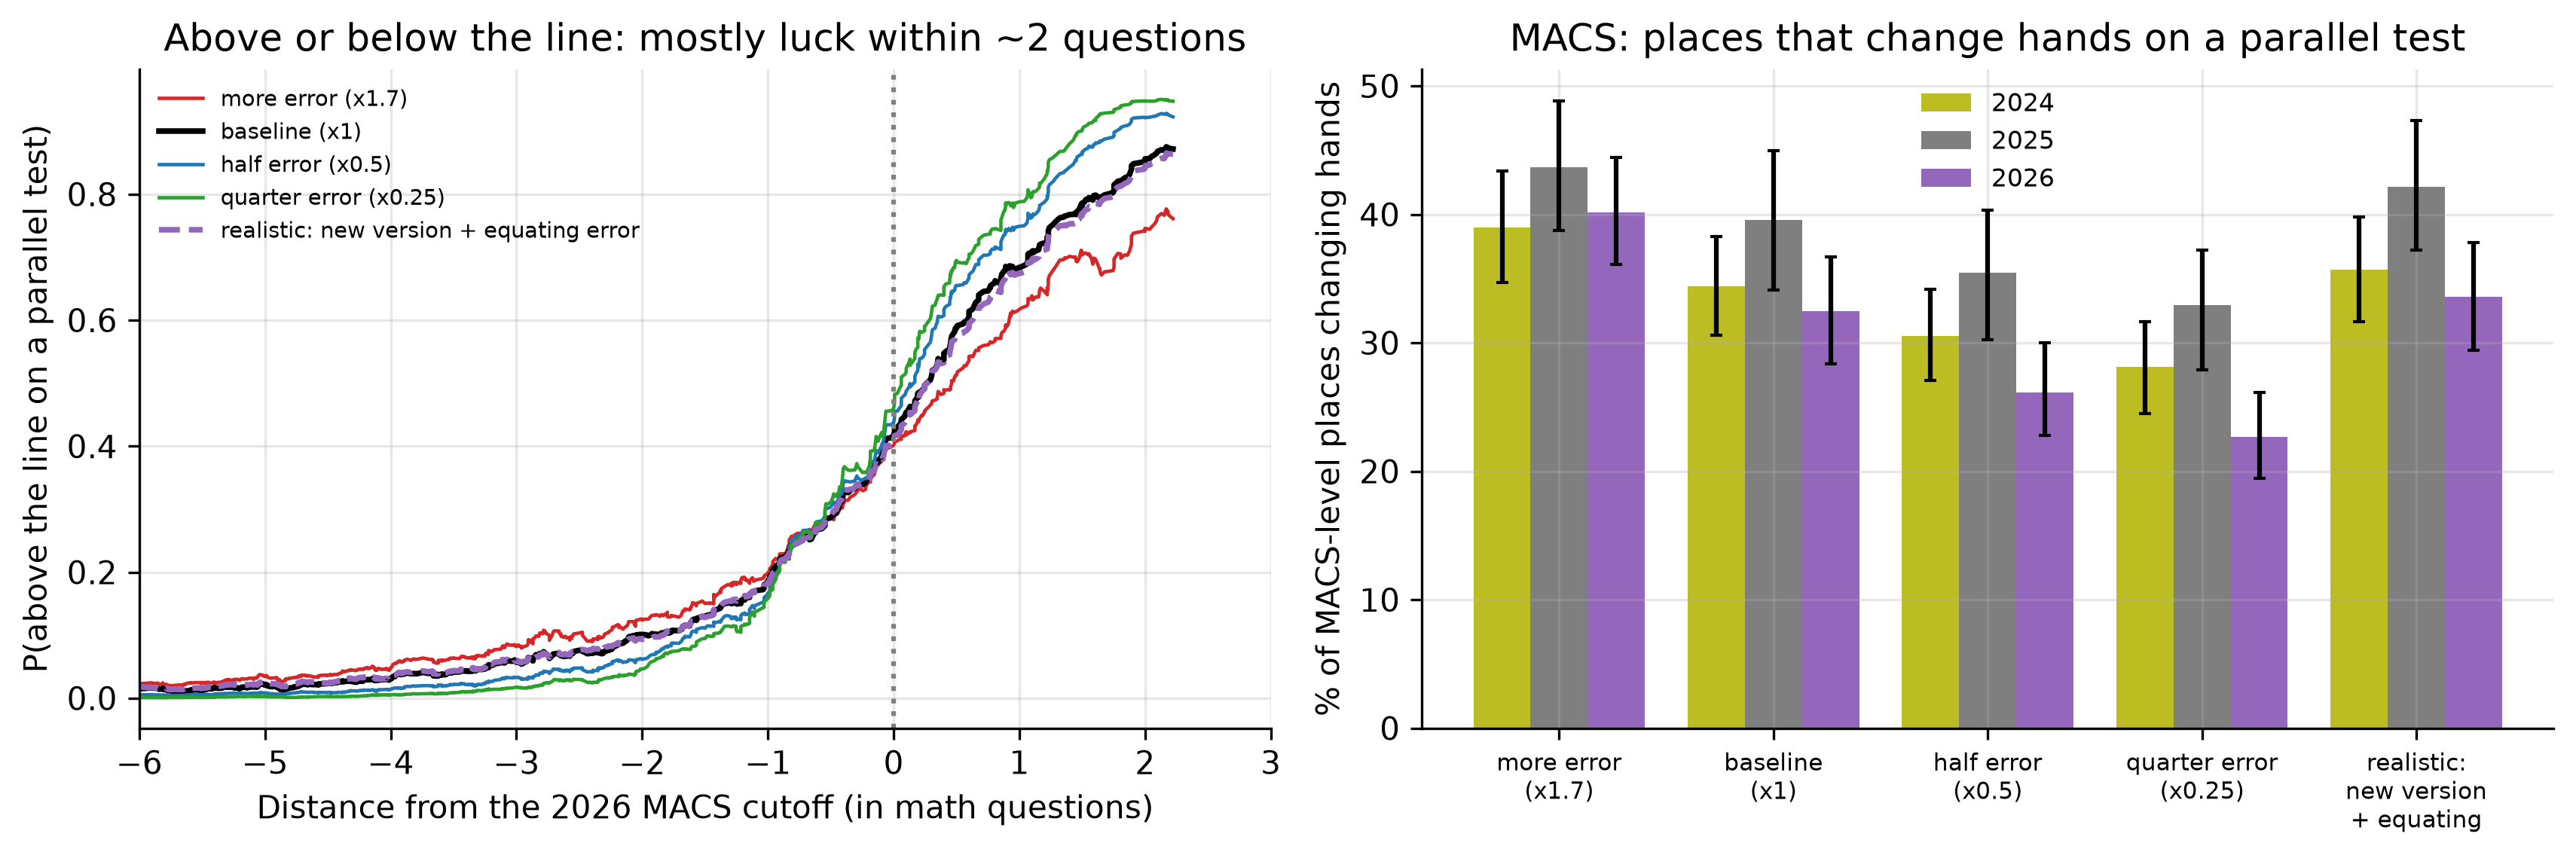 Above or below the line: mostly luck within ~2 questions
P(above the line on a parallel test)
0.8
0.6
0.4
0.2
0.0
more error (x1.7)
baseline (x1)
half error (x0.5)
quarter error (x0.25)
realistic: new version + equating error
−6 −5 −4 −3 −2 −1 0 1 2 3
Distance from the 2026 MACS cutoff (in math questions)
MACS: places that change hands on a parallel test
% of MACS-level places changing hands
50
40
30
20
10
0
2024
2025
2026
more error
(x1.7)
baseline
(x1)
half error
(x0.5)
quarter error
(x0.25)
realistic:
new version
+ equating